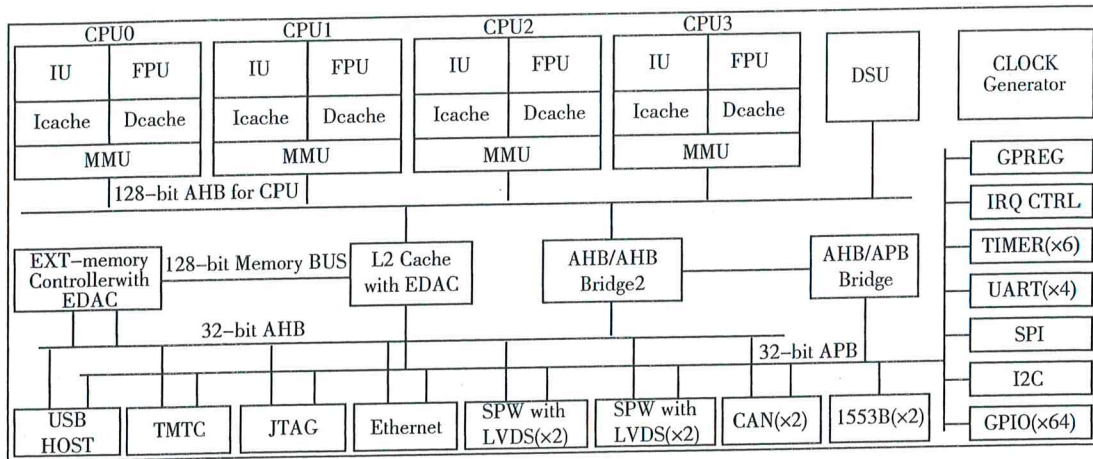 CPU0 CPU1 CPU2 CPU3
IU FPU IU FPU IU FPU IU FPU DSU CLOCK
Generator
Icache Dcache Icache Dcache Icache Dcache Icache Dcache
MMU MMU MMU MMU
128-bit AHB for CPU
GPREG
IRQ CTRL
TIMER(×6)
UART(×4)
SPI
I2C
GPIO(×64)
EXT-memory
Controllerwith
EDAC
128-bit Memory BUS
L2 Cache
with EDAC
AHB/AHB
Bridge2
AHB/APB
Bridge
32-bit AHB
32-bit APB
USB
HOST
TMTC
JTAG
Ethernet
SPW with
LVDS(×2)
SPW with
LVDS(×2)
CAN(×2)
1553B(×2)